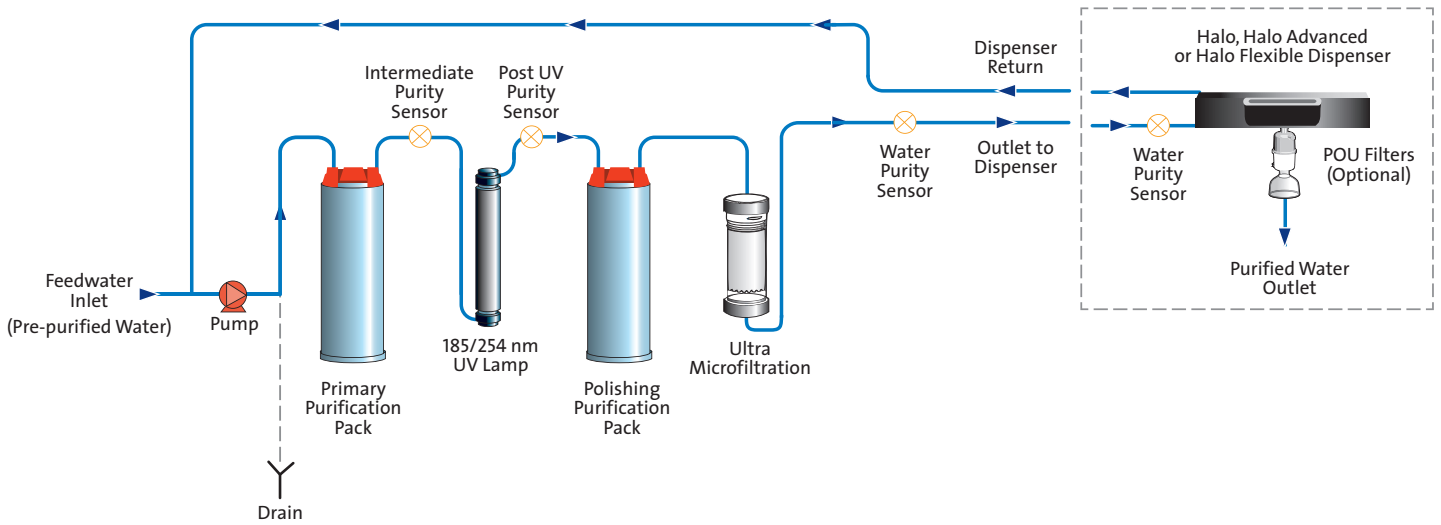 Halo, Halo Advanced
or Halo Flexible Dispenser
Dispenser
Return
Intermediate
Purity
Sensor
Post UV
Purity
Sensor
Water
Purity
Sensor
Outlet to
Dispenser
Water
Purity
Sensor
POU Filters
(Optional)
Purified Water
Outlet
Feedwater
Inlet
(Pre-purified Water)
Pump
185/254 nm
UV Lamp
Ultra
Microfiltration
Primary
Purification
Pack
Polishing
Purification
Pack
Drain